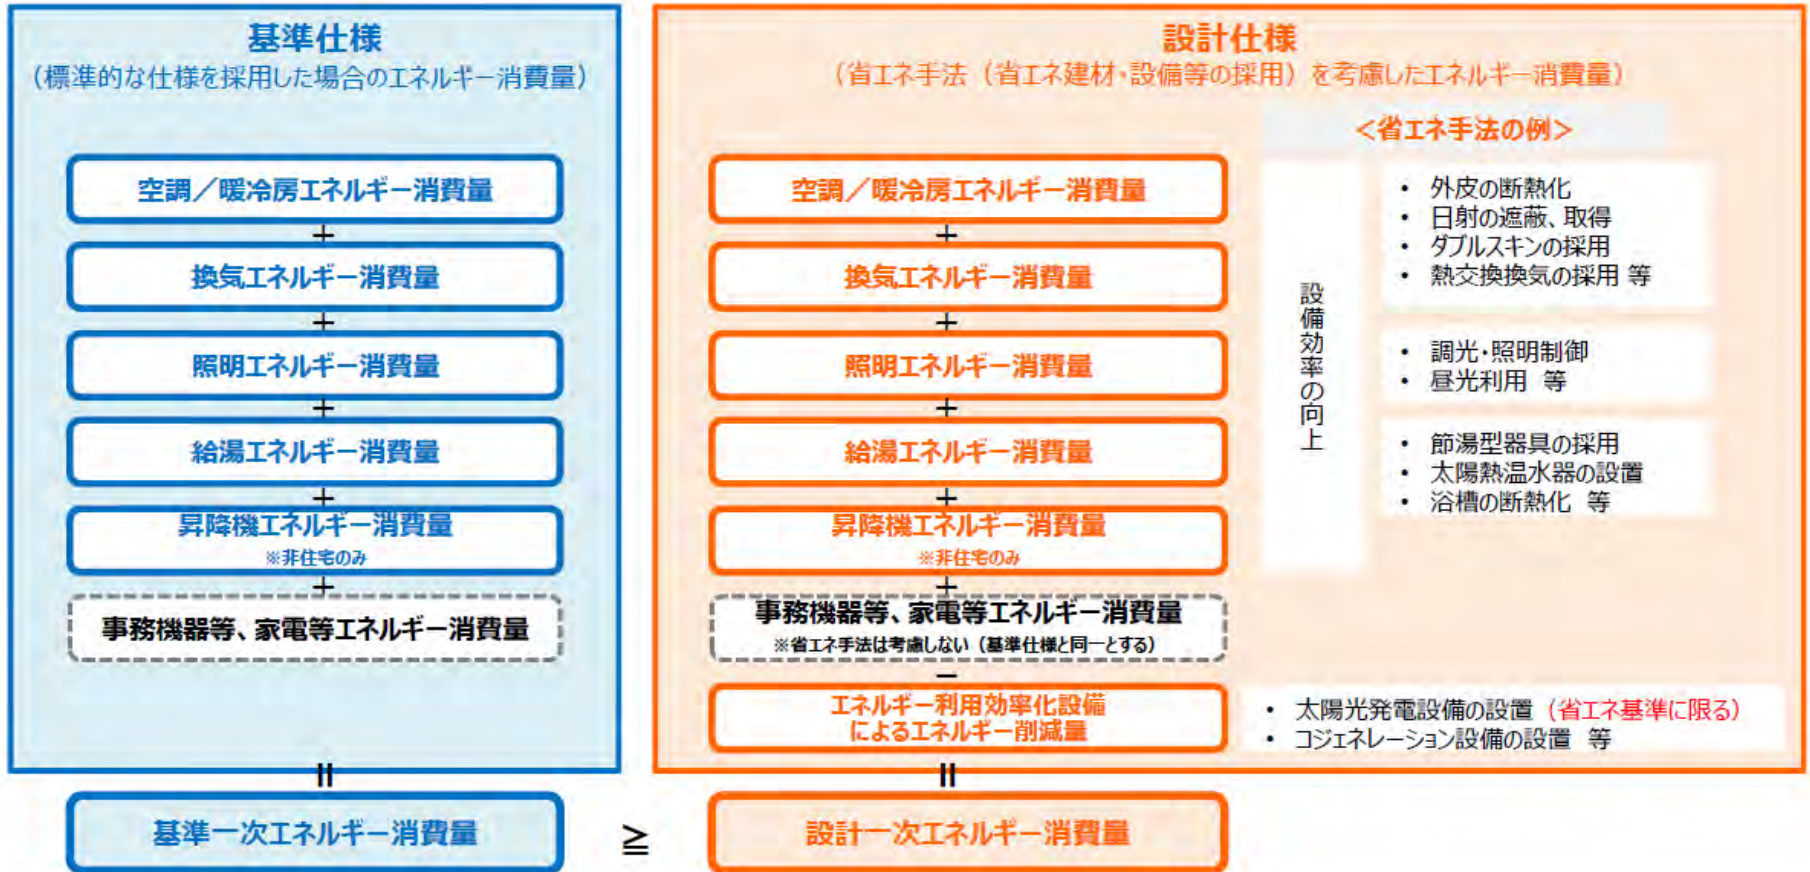 基準仕様
（標準的な仕様を採用した場合のエネルギー消費量）
空調／暖冷房エネルギー消費量
＋
換気エネルギー消費量
＋
照明エネルギー消費量
＋
給湯エネルギー消費量
＋
昇降機エネルギー消費量
※非住宅のみ
＋
事務機器等、家電等エネルギー消費量
＝
基準一次エネルギー消費量
≧
設計仕様
（省エネ手法（省エネ建材・設備等の採用）を考慮したエネルギー消費量）
空調／暖冷房エネルギー消費量
＋
換気エネルギー消費量
＋
照明エネルギー消費量
＋
給湯エネルギー消費量
＋
昇降機エネルギー消費量
※非住宅のみ
＋
事務機器等、家電等エネルギー消費量
※省エネ手法は考慮しない（基準仕様と同一とする）
－
エネルギー利用効率化設備
によるエネルギー削減量
＝
設計一次エネルギー消費量
＜省エネ手法の例＞
設備効率の向上
• 外皮の断熱化
• 日射の遮蔽、取得
• ダブルスキンの採用
• 熱交換換気の採用 等
• 調光・照明制御
• 昼光利用 等
• 節湯型器具の採用
• 太陽熱温水器の設置
• 浴槽の断熱化 等
• 太陽光発電設備の設置（省エネ基準に限る）
• コジェネレーション設備の設置 等